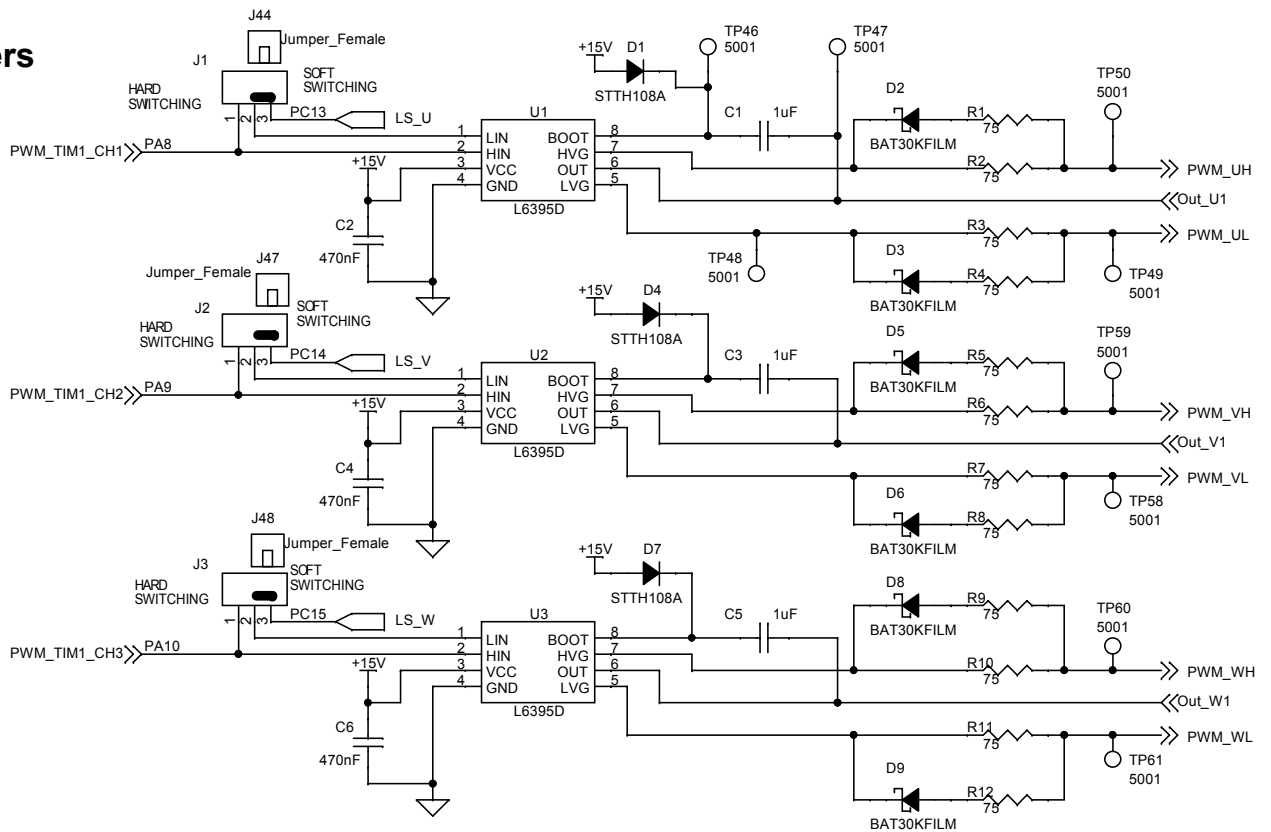 ers
J44
Jumper_Female
J1
HARD
SWITCHING
SOFT
SWITCHING
1
2
3
PC13
LS_U
PWM_TIM1_CH1
PA8
+15V
C2
470nF
U1
1
2
3
4
LIN
HIN
VCC
GND
BOOT
HVG
OUT
LVG
8
7
6
5
L6395D
+15V
D1
STTH108A
TP46
5001
C1
1uF
TP47
5001
D2
BAT30KFILM
R1
75
R2
75
TP50
5001
PWM_UH
Out_U1
R3
75
PWM_UL
TP48
5001
D3
BAT30KFILM
R4
75
TP49
5001
J47
Jumper_Female
J2
HARD
SWITCHING
SOFT
SWITCHING
1
2
3
PC14
LS_V
PWM_TIM1_CH2
PA9
+15V
C4
470nF
U2
1
2
3
4
LIN
HIN
VCC
GND
BOOT
HVG
OUT
LVG
8
7
6
5
L6395D
+15V
D4
STTH108A
C3
1uF
D5
BAT30KFILM
R5
75
R6
75
TP59
5001
PWM_VH
Out_V1
R7
75
PWM_VL
D6
BAT30KFILM
R8
75
TP58
5001
J48
Jumper_Female
J3
HARD
SWITCHING
SOFT
SWITCHING
1
2
3
PC15
LS_W
PWM_TIM1_CH3
PA10
+15V
C6
470nF
U3
1
2
3
4
LIN
HIN
VCC
GND
BOOT
HVG
OUT
LVG
8
7
6
5
L6395D
+15V
D7
STTH108A
C5
1uF
D8
BAT30KFILM
R9
75
R10
75
TP60
5001
PWM_WH
Out_W1
R11
75
PWM_WL
D9
BAT30KFILM
R12
75
TP61
5001